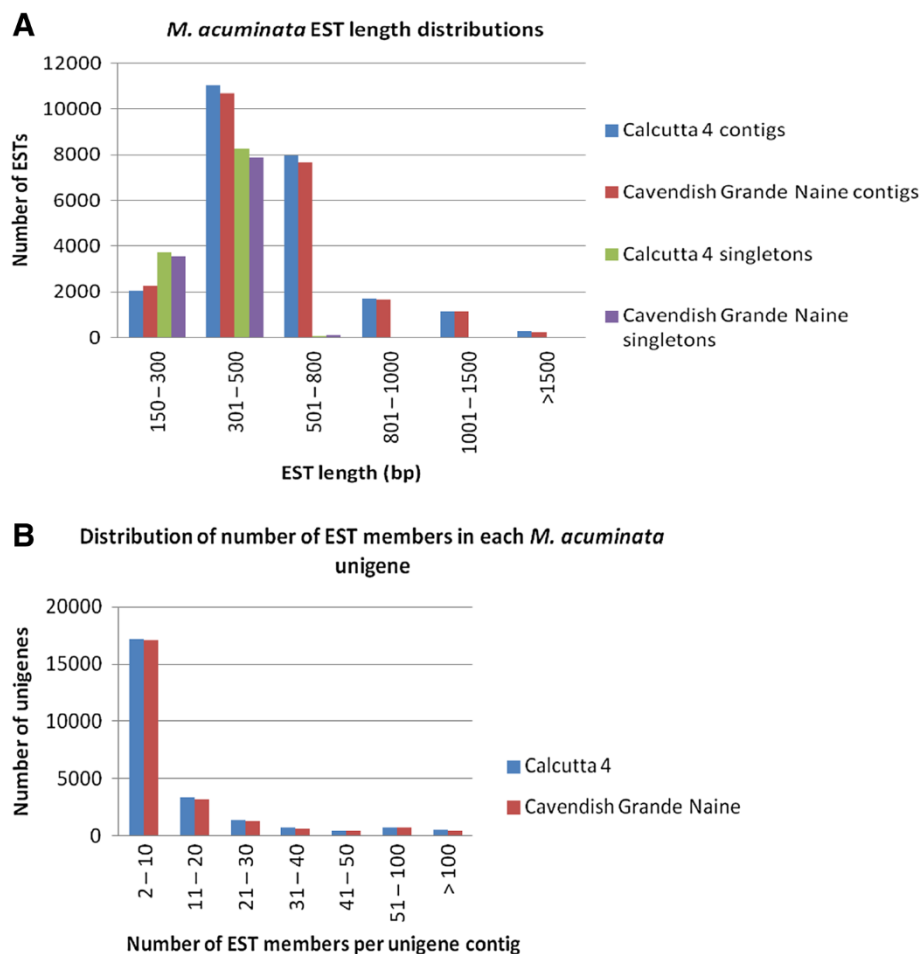 A
M. acuminata EST length distributions
12000
10000
8000
6000
4000
2000
0
Number of ESTs
150–300
301–500
501–800
801–1000
1001–1500
>1500
EST length (bp)
Calcutta 4 contigs
Cavendish Grande Naine contigs
Calcutta 4 singletons
Cavendish Grande Naine
singletons
B
Distribution of number of EST members in each M. acuminata
unigene
20000
15000
10000
5000
0
Number of unigenes
2–10
11–20
21–30
31–40
41–50
51–100
> 100
Number of EST members per unigene contig
Calcutta 4
Cavendish Grande Naine